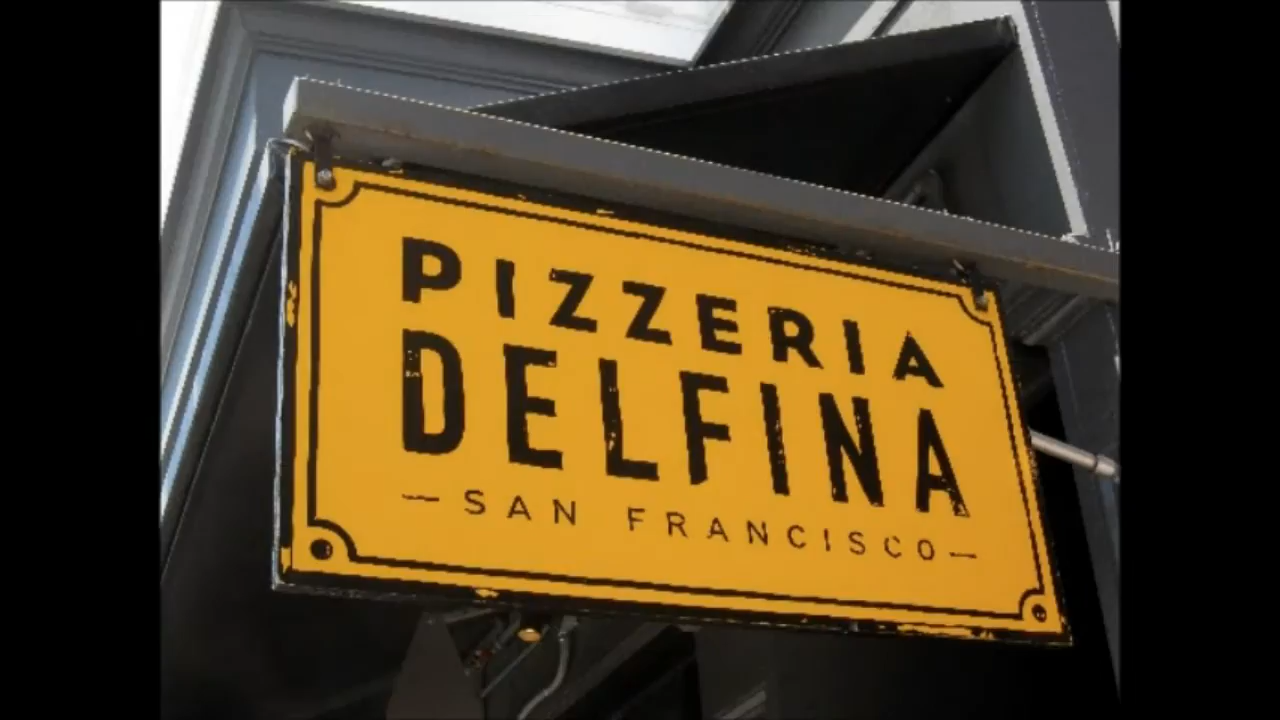 PIZZERIA
DELFINA
— SAN FRANCISCO —